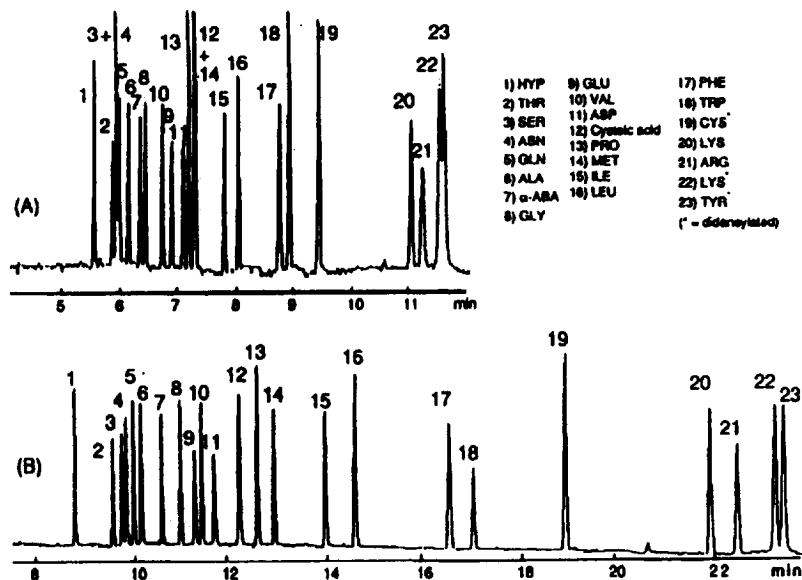 3+ 4 13 12 18 19 23
+
1 5 6 7 8 10 9 11 14 15 16 17 20 21 22
2
(A)
5 6 7 8 9 10 11 min
1) HYP
2) THR
3) SER
4) ASN
5) GLN
6) ALA
7) α-ABA
8) GLY
9) GLU
10) VAL
11) ASP
12) Cysteic acid
13) PRO
14) MET
15) ILE
16) LEU
17) PHE
18) TRP
19) CYS*
20) LYS
21) ARG
22) LYS*
23) TYR*
(* = didansylated)
1 2 3 4 5 6 7 8 9 10 11 12 13 14 15 16 17 18 19 20 21 22 23
(B)
8 10 12 14 16 18 20 22 min